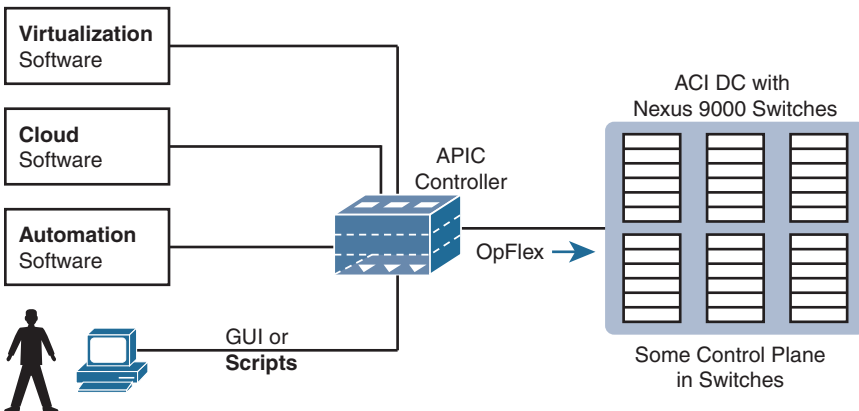 Virtualization
Software
Cloud
Software
Automation
Software
GUI or
Scripts
APIC
Controller
OpFlex
ACI DC with
Nexus 9000 Switches
Some Control Plane
in Switches